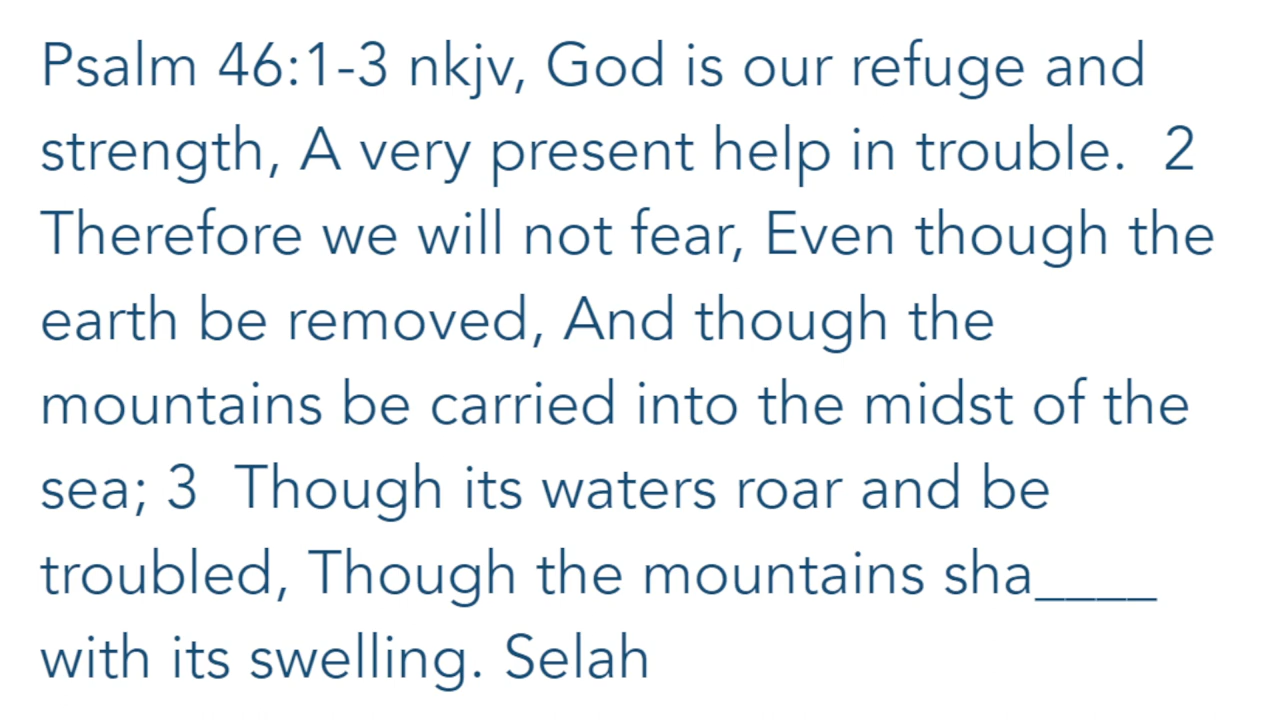 Psalm 46:1-3 nkjv, God is our refuge and
strength, A very present help in trouble.  2
Therefore we will not fear, Even though the
earth be removed, And though the
mountains be carried into the midst of the
sea; 3  Though its waters roar and be
troubled, Though the mountains sha____
with its swelling. Selah